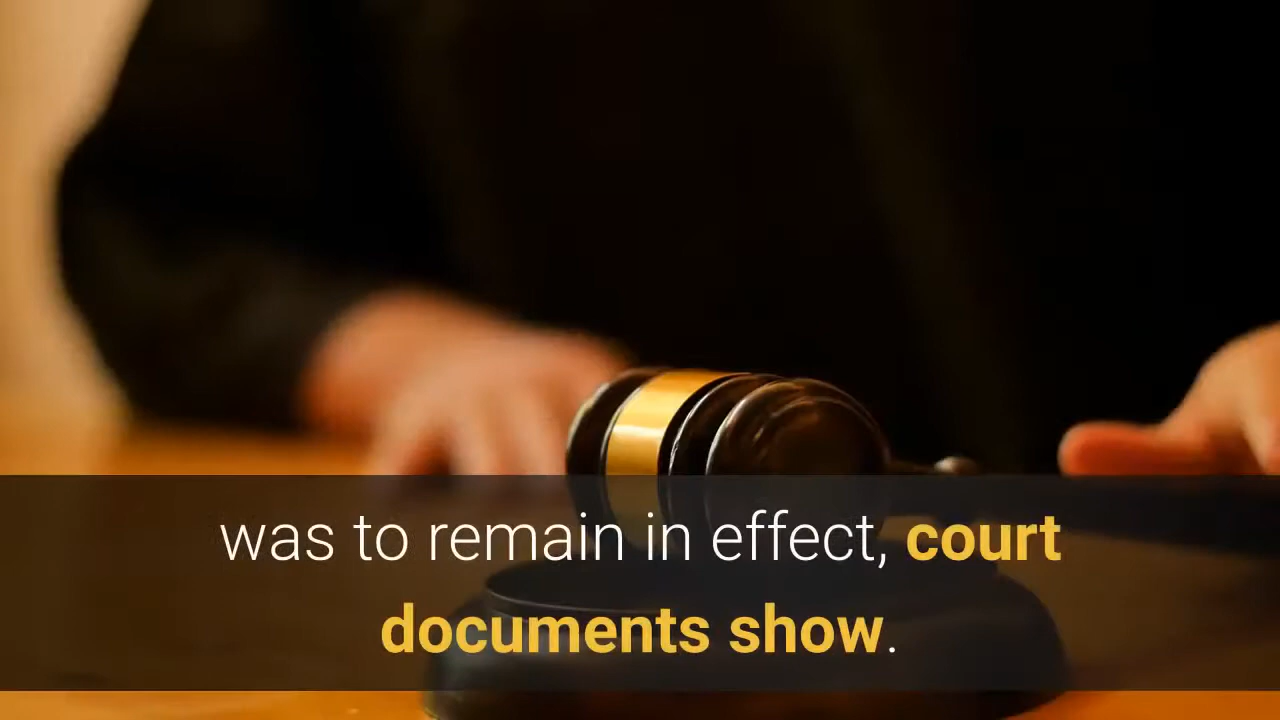 was to remain in effect, court
documents show.